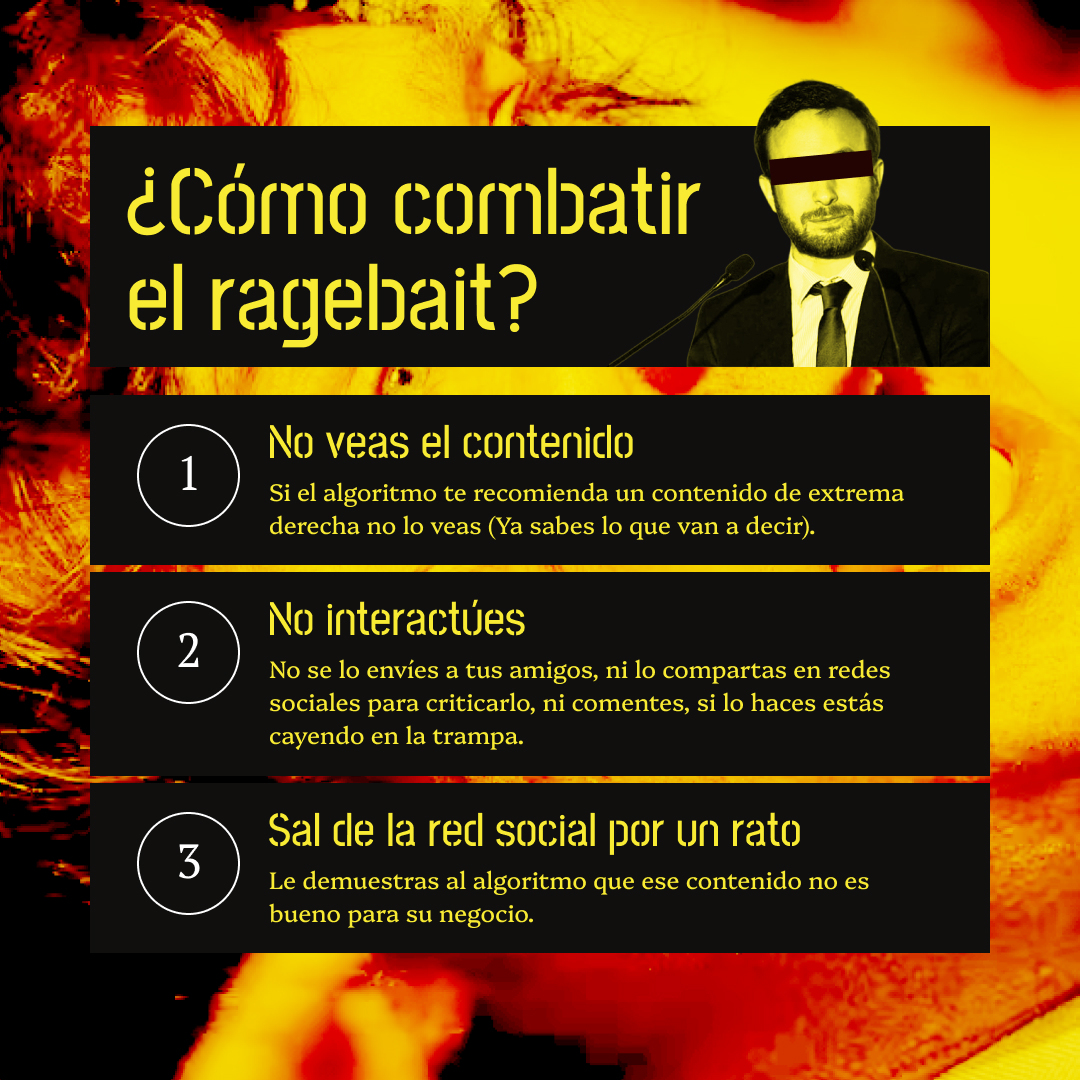 ¿Cómo combatir
el ragebait?
1
No veas el contenido
Si el algoritmo te recomienda un contenido de extrema
derecha no lo veas (Ya sabes lo que van a decir).
2
No interactúes
No se lo envíes a tus amigos, ni lo compartas en redes
sociales para criticarlo, ni comentes, si lo haces estás
cayendo en la trampa.
3
Sal de la red social por un rato
Le demuestras al algoritmo que ese contenido no es
bueno para su negocio.